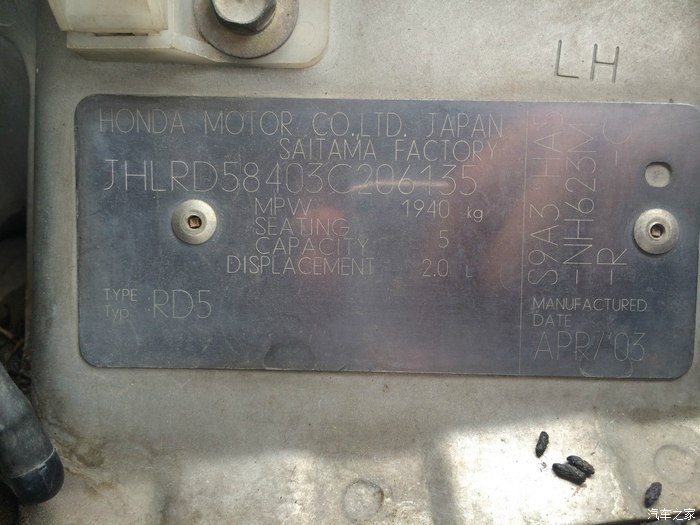 LH
HONDA MOTOR CO.,LTD. JAPAN
SAITAMA FACTORY
JHLRD58403C206135
MPW 1940 kg
SEATING
CAPACITY 5
DISPLACEMENT 2.0 L
TYPE
Typ RD5
S9A3
-NH623M
-R
MANUFACTURED
DATE
APR/'03
汽车之家